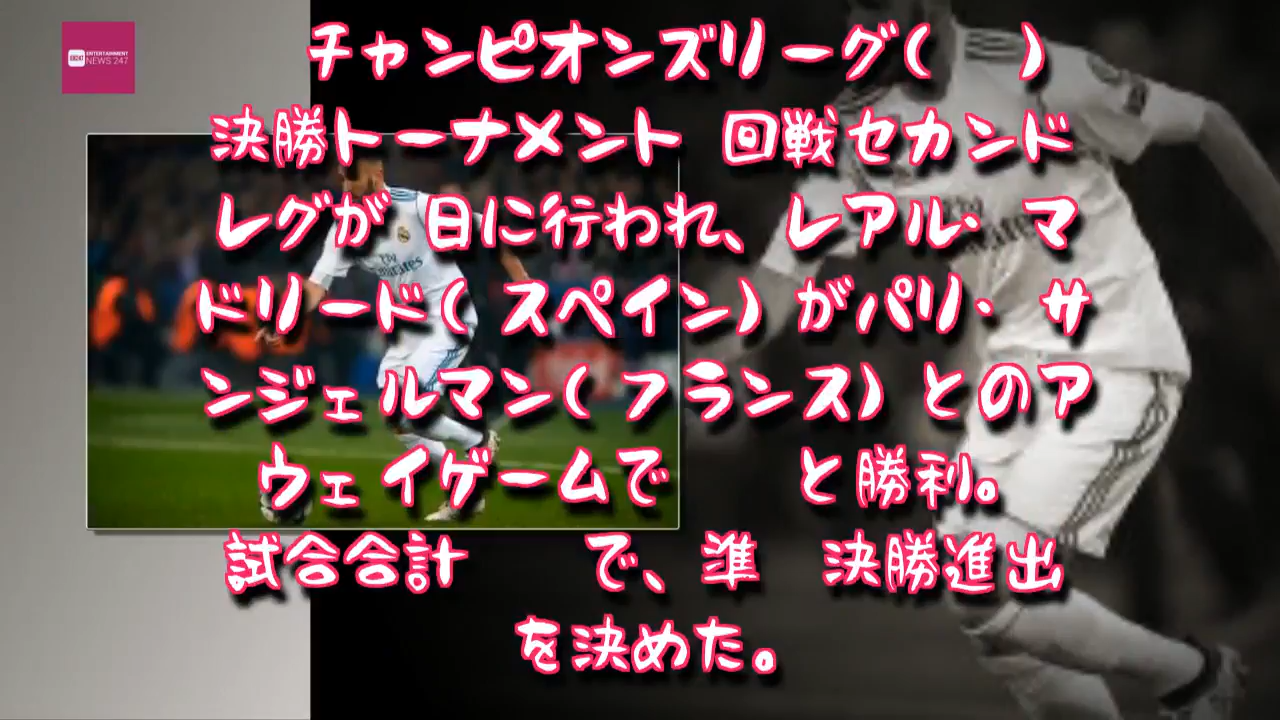 ENTERTAINMENT
NEWS 247
チャンピオンズリーグ(　　)
決勝トーナメント　回戦セカンド
レグが　日に行われ、レアル・マ
ドリード(スペイン)がパリ・サ
ンジェルマン(フランス)とのア
ウェイゲームで　　　と勝利。
試合合計　　　で、準　決勝進出
を決めた。
Fly
Emirates
Fly